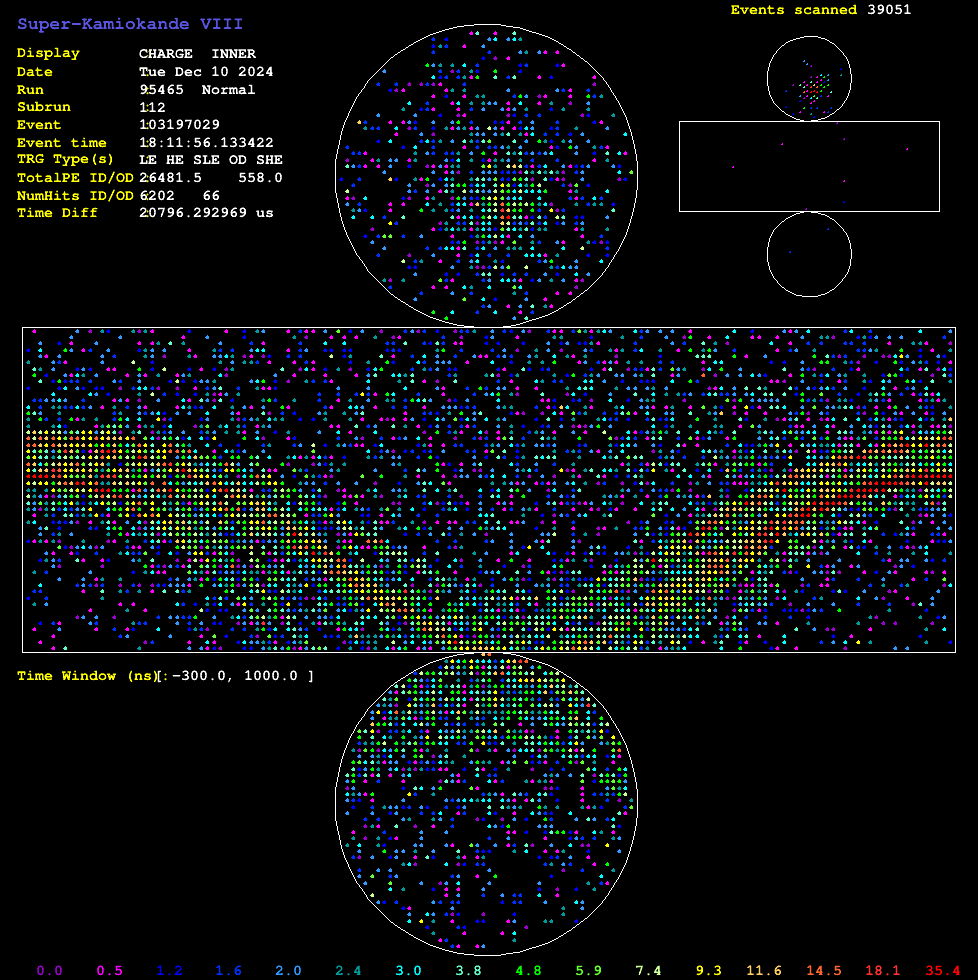 Super-Kamiokande VIII
Events scanned 39051
Display CHARGE INNER
Date Tue Dec 10 2024
Run 95465 Normal
Subrun 112
Event 103197029
Event time 18:11:56.133422
TRG Type(s) LE HE SLE OD SHE
TotalPE ID/OD 26481.5 558.0
NumHits ID/OD 6202 66
Time Diff 20796.292969 us
Time Window (ns):[ -300.0, 1000.0 ]
0.0 0.5 1.2 1.6 2.0 2.4 3.0 3.8 4.8 5.9 7.4 9.3 11.6 14.5 18.1 35.4